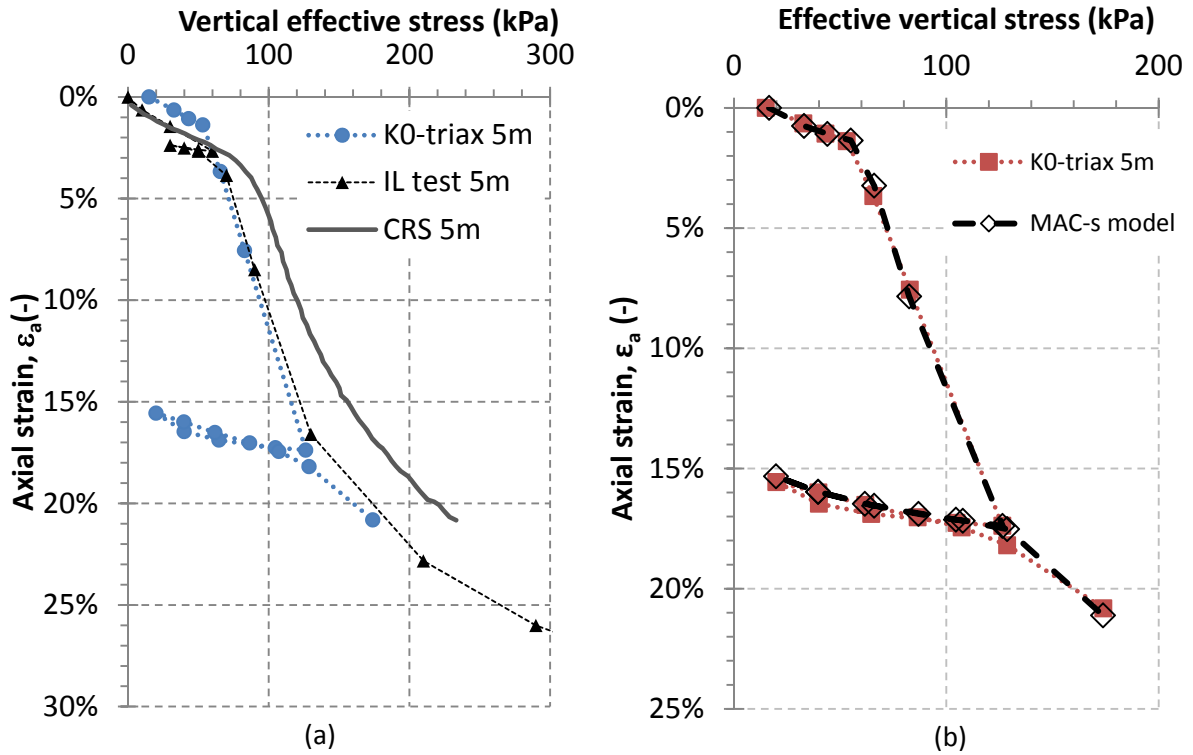 Vertical effective stress (kPa)
0 100 200 300
0%
5%
10%
15%
20%
25%
30%
Axial strain, εa(-)
K0-triax 5m
IL test 5m
CRS 5m
(a)
Effective vertical stress (kPa)
0 100 200
0%
5%
10%
15%
20%
25%
Axial strain, εa (-)
K0-triax 5m
MAC-s model
(b)